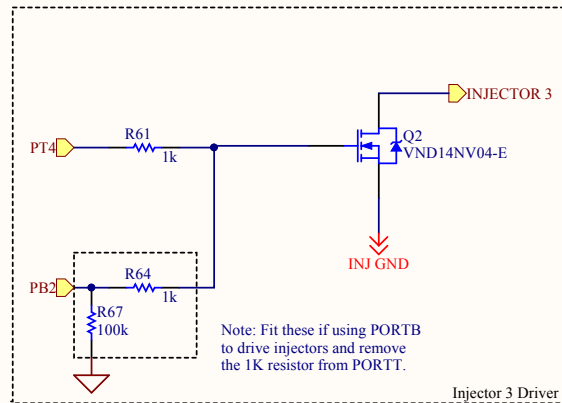 INJECTOR 3
R61
Q2
VND14NV04-E
PT4
1k
INJ GND
R64
PB2
1k
R67
100k
Note: Fit these if using PORTB
to drive injectors and remove
the 1K resistor from PORTT.
Injector 3 Driver